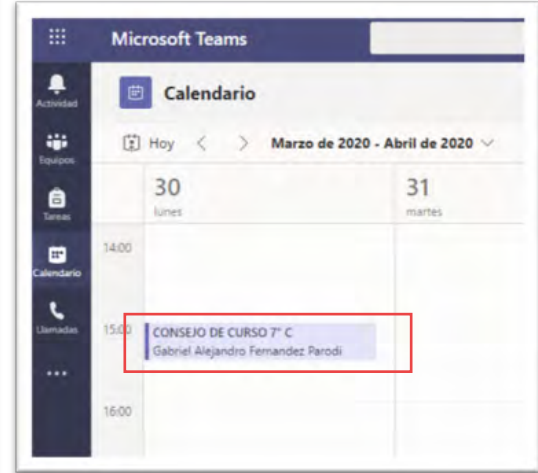 Microsoft Teams
Actividad
Calendario
Hoy < > Marzo de 2020 - Abril de 2020
Equipos
30
31
lunes
martes
Tareas
14:00
Calendario
15:00
CONSEJO DE CURSO 7° C
Gabriel Alejandro Fernandez Parodi
Llamadas
16:00